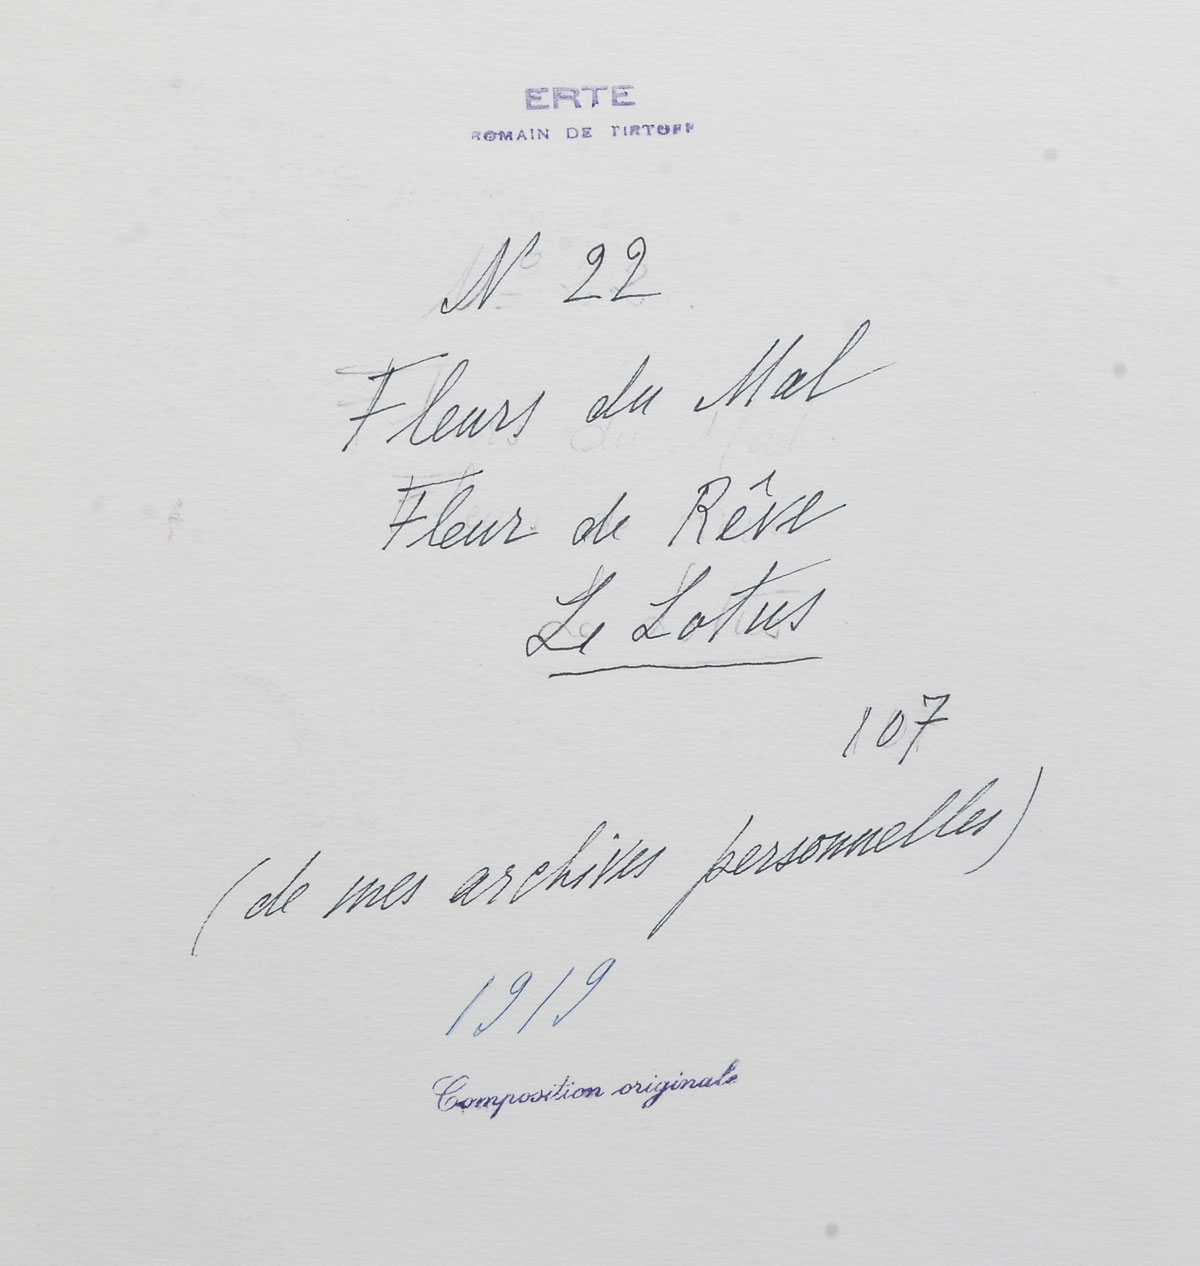 ERTE
ROMAIN DE TIRTOFF
N° 22
Fleurs du Mal
Fleur de Rêve
Le Lotus
107
(de mes archives personnelles)
1919
Composition originale